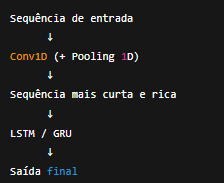 Sequência de entrada
↓
Conv1D (+ Pooling 1D)
↓
Sequência mais curta e rica
↓
LSTM / GRU
↓
Saída final